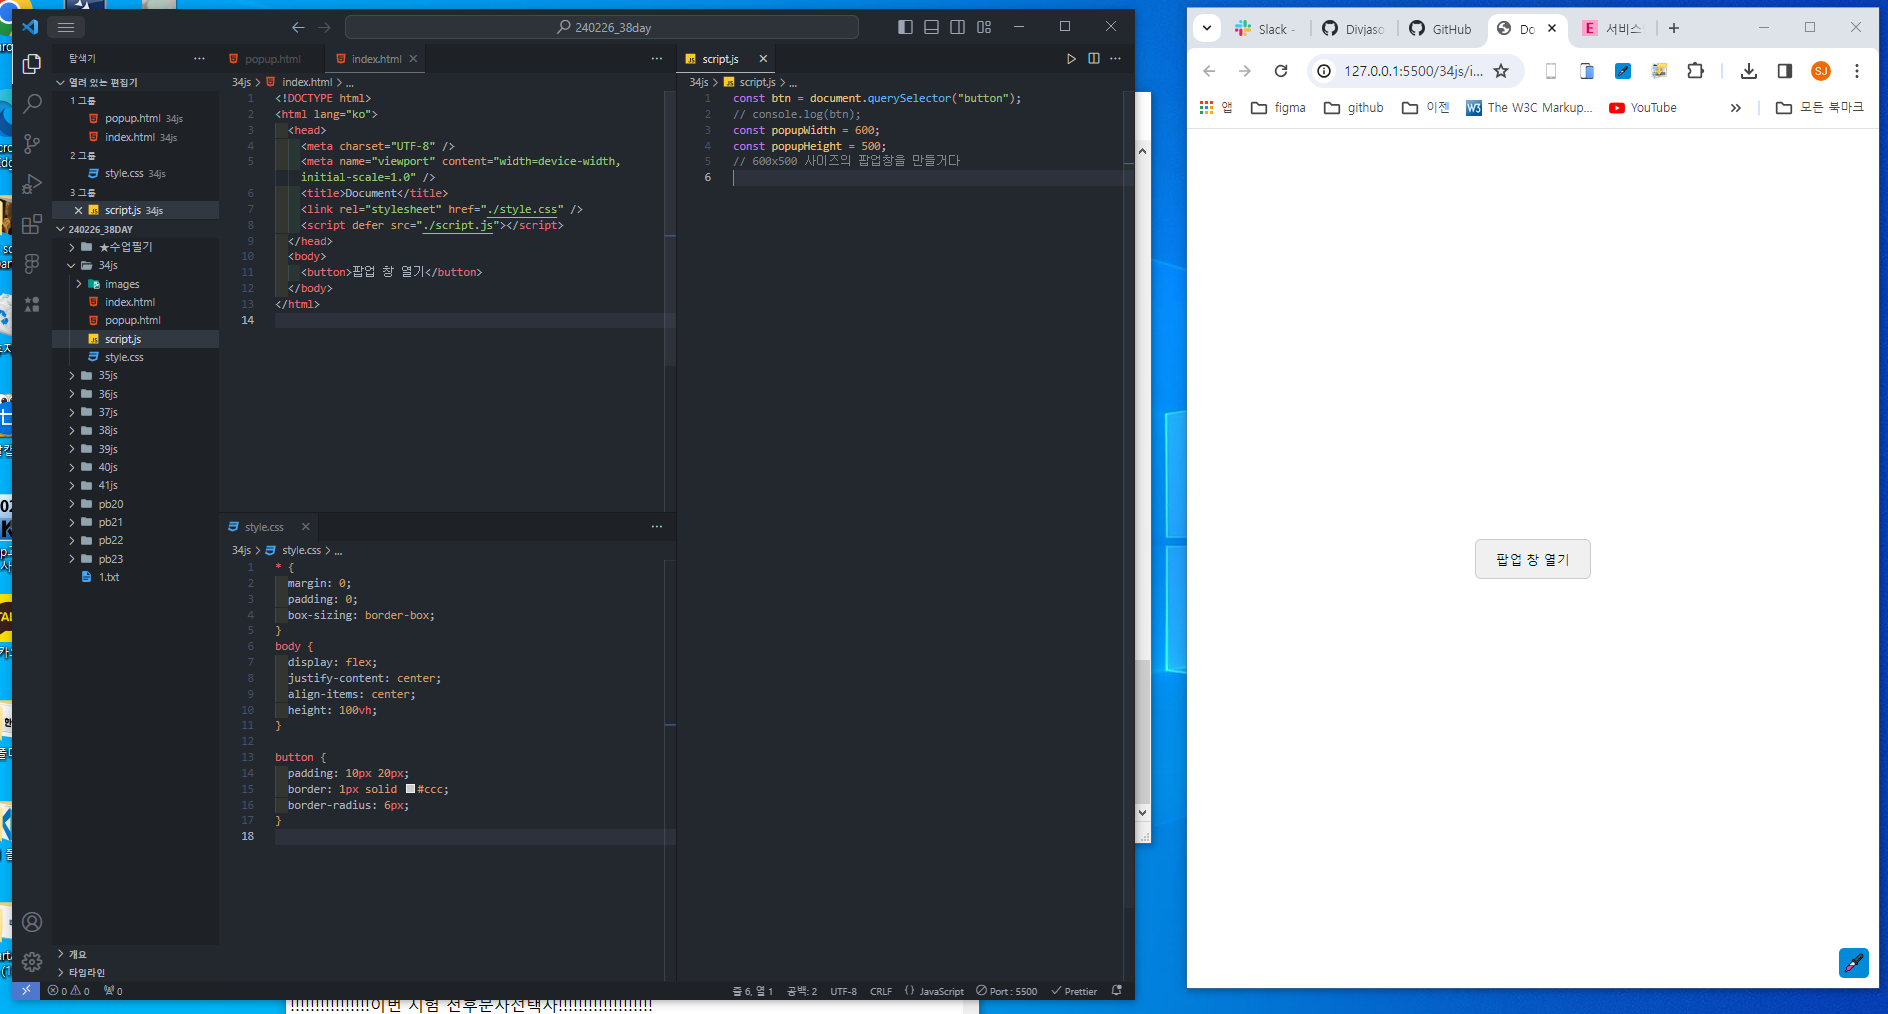 240226_38day
탐색기
열려 있는 편집기
1 그룹
popup.html 34js
index.html 34js
2 그룹
style.css 34js
3 그룹
script.js 34js
240226_38DAY
★수업필기
34js
images
index.html
popup.html
script.js
style.css
35js
36js
37js
38js
39js
40js
41js
pb20
pb21
pb22
pb23
1.txt
개요
타임라인
popup.html
index.html
34js > index.html > ...
1 <!DOCTYPE html>
2 <html lang="ko">
3 <head>
4 <meta charset="UTF-8" />
5 <meta name="viewport" content="width=device-width,
initial-scale=1.0" />
6 <title>Document</title>
7 <link rel="stylesheet" href="./style.css" />
8 <script defer src="./script.js"></script>
9 </head>
10 <body>
11 <button>팝업 창 열기</button>
12 </body>
13 </html>
14
style.css
34js > style.css > ...
1 * {
2 margin: 0;
3 padding: 0;
4 box-sizing: border-box;
5 }
6 body {
7 display: flex;
8 justify-content: center;
9 align-items: center;
10 height: 100vh;
11 }
12
13 button {
14 padding: 10px 20px;
15 border: 1px solid #ccc;
16 border-radius: 6px;
17 }
18
script.js
34js > script.js > ...
1 const btn = document.querySelector("button");
2 // console.log(btn);
3 const popupWidth = 600;
4 const popupHeight = 500;
5 // 600x500 사이즈의 팝업창을 만들거다
6
0 0 0 줄 6, 열 1 공백: 2 UTF-8 CRLF {} JavaScript Port : 5500 Prettier
!!!!!!!!!!!!!!!!이번 시험 전후문자선택자!!!!!!!!!!!!!!!!!!!
Slack - Divjaso GitHub Do 서비스
127.0.0.1:5500/34js/i...
SJ
앱 figma github 이젠 The W3C Markup... YouTube » 모든 북마크
팝업 창 열기